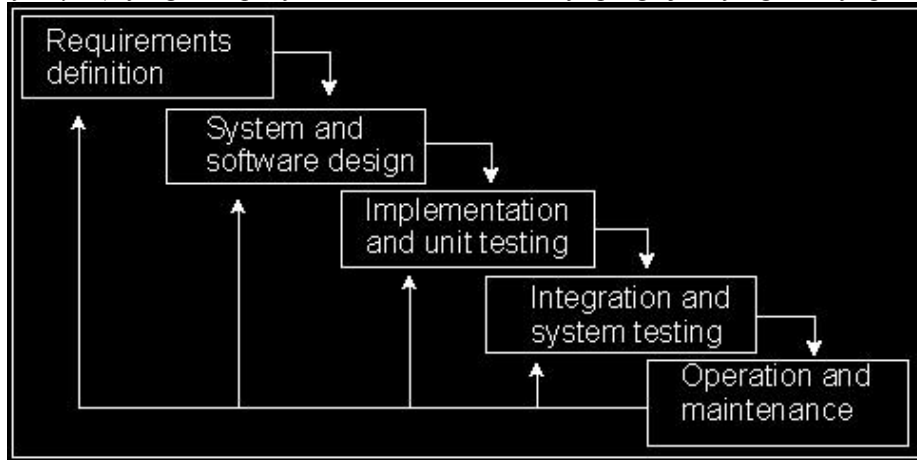 Requirements
definition
System and
software design
Implementation
and unit testing
Integration and
system testing
Operation and
maintenance